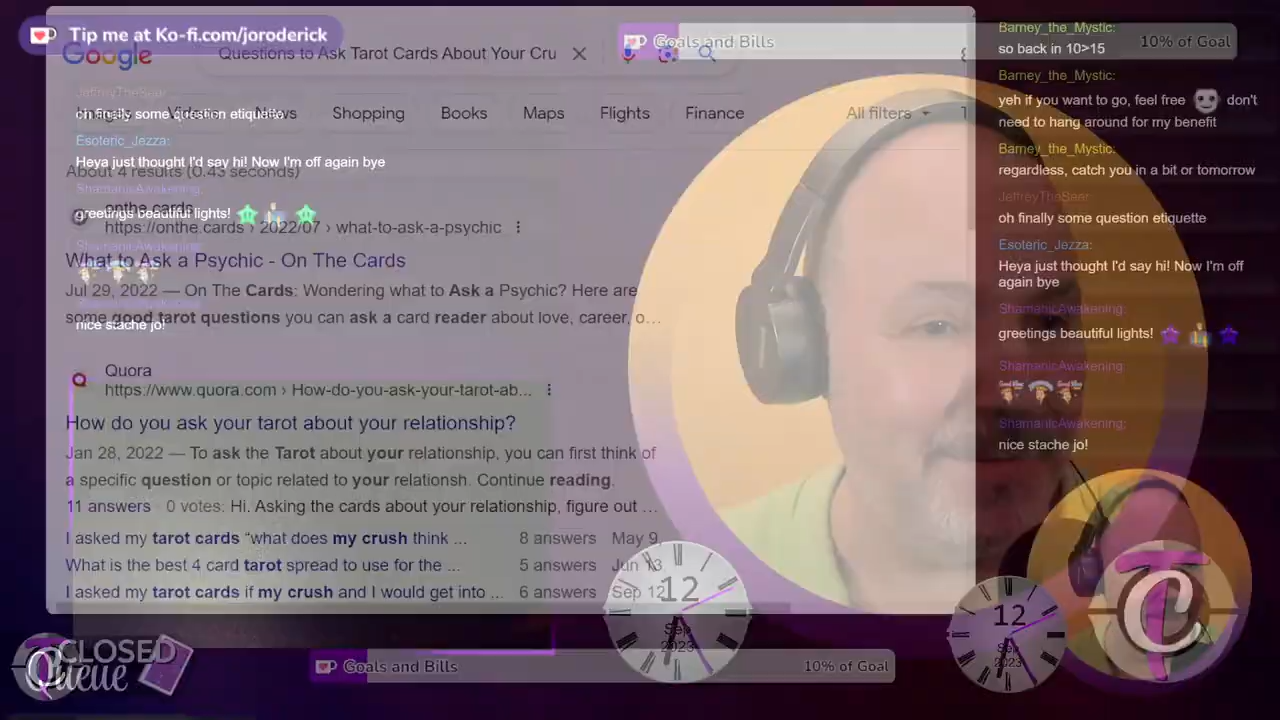 Tip me at Ko-fi.com/joroderick
Google
Questions to Ask Tarot Cards About Your Cru
Goals and Bills
10% of Goal
Images
Videos
News
Shopping
Books
Maps
Flights
Finance
All filters
JeffreyTheSeer:
oh finally some question etiquette
Esoteric_Jezza:
Heya just thought I'd say hi! Now I'm off again bye
About 4 results (0.43 seconds)
ShamanicAwakening:
greetings beautiful lights!
onthe.cards
https://onthe.cards › 2022/07 › what-to-ask-a-psychic
ShamanicAwakening:
What to Ask a Psychic - On The Cards
Jul 29, 2022 — On The Cards: Wondering what to Ask a Psychic? Here are
some good tarot questions you can ask a card reader about love, career, o...
nice stache jo!
Quora
https://www.quora.com › How-do-you-ask-your-tarot-ab...
How do you ask your tarot about your relationship?
Jan 28, 2022 — To ask the Tarot about your relationship, you can first think of
a specific question or topic related to your relationsh. Continue reading.
11 answers · 0 votes: Hi. Asking the cards about your relationship, figure out ...
I asked my tarot cards “what does my crush think ... 8 answers May 9,
What is the best 4 card tarot spread to use for the ... 5 answers Jun 13
I asked my tarot cards if my crush and I would get into ... 6 answers Sep 12
Barney_the_Mystic:
so back in 10>15
Barney_the_Mystic:
yeh if you want to go, feel free don't
need to hang around for my benefit
Barney_the_Mystic:
regardless, catch you in a bit or tomorrow
JeffreyTheSeer:
oh finally some question etiquette
Esoteric_Jezza:
Heya just thought I'd say hi! Now I'm off
again bye
ShamanicAwakening:
greetings beautiful lights!
ShamanicAwakening:
ShamanicAwakening:
nice stache jo!
12
Sep
2023
12
Sep
2023
CLOSED
Queue
Goals and Bills
10% of Goal